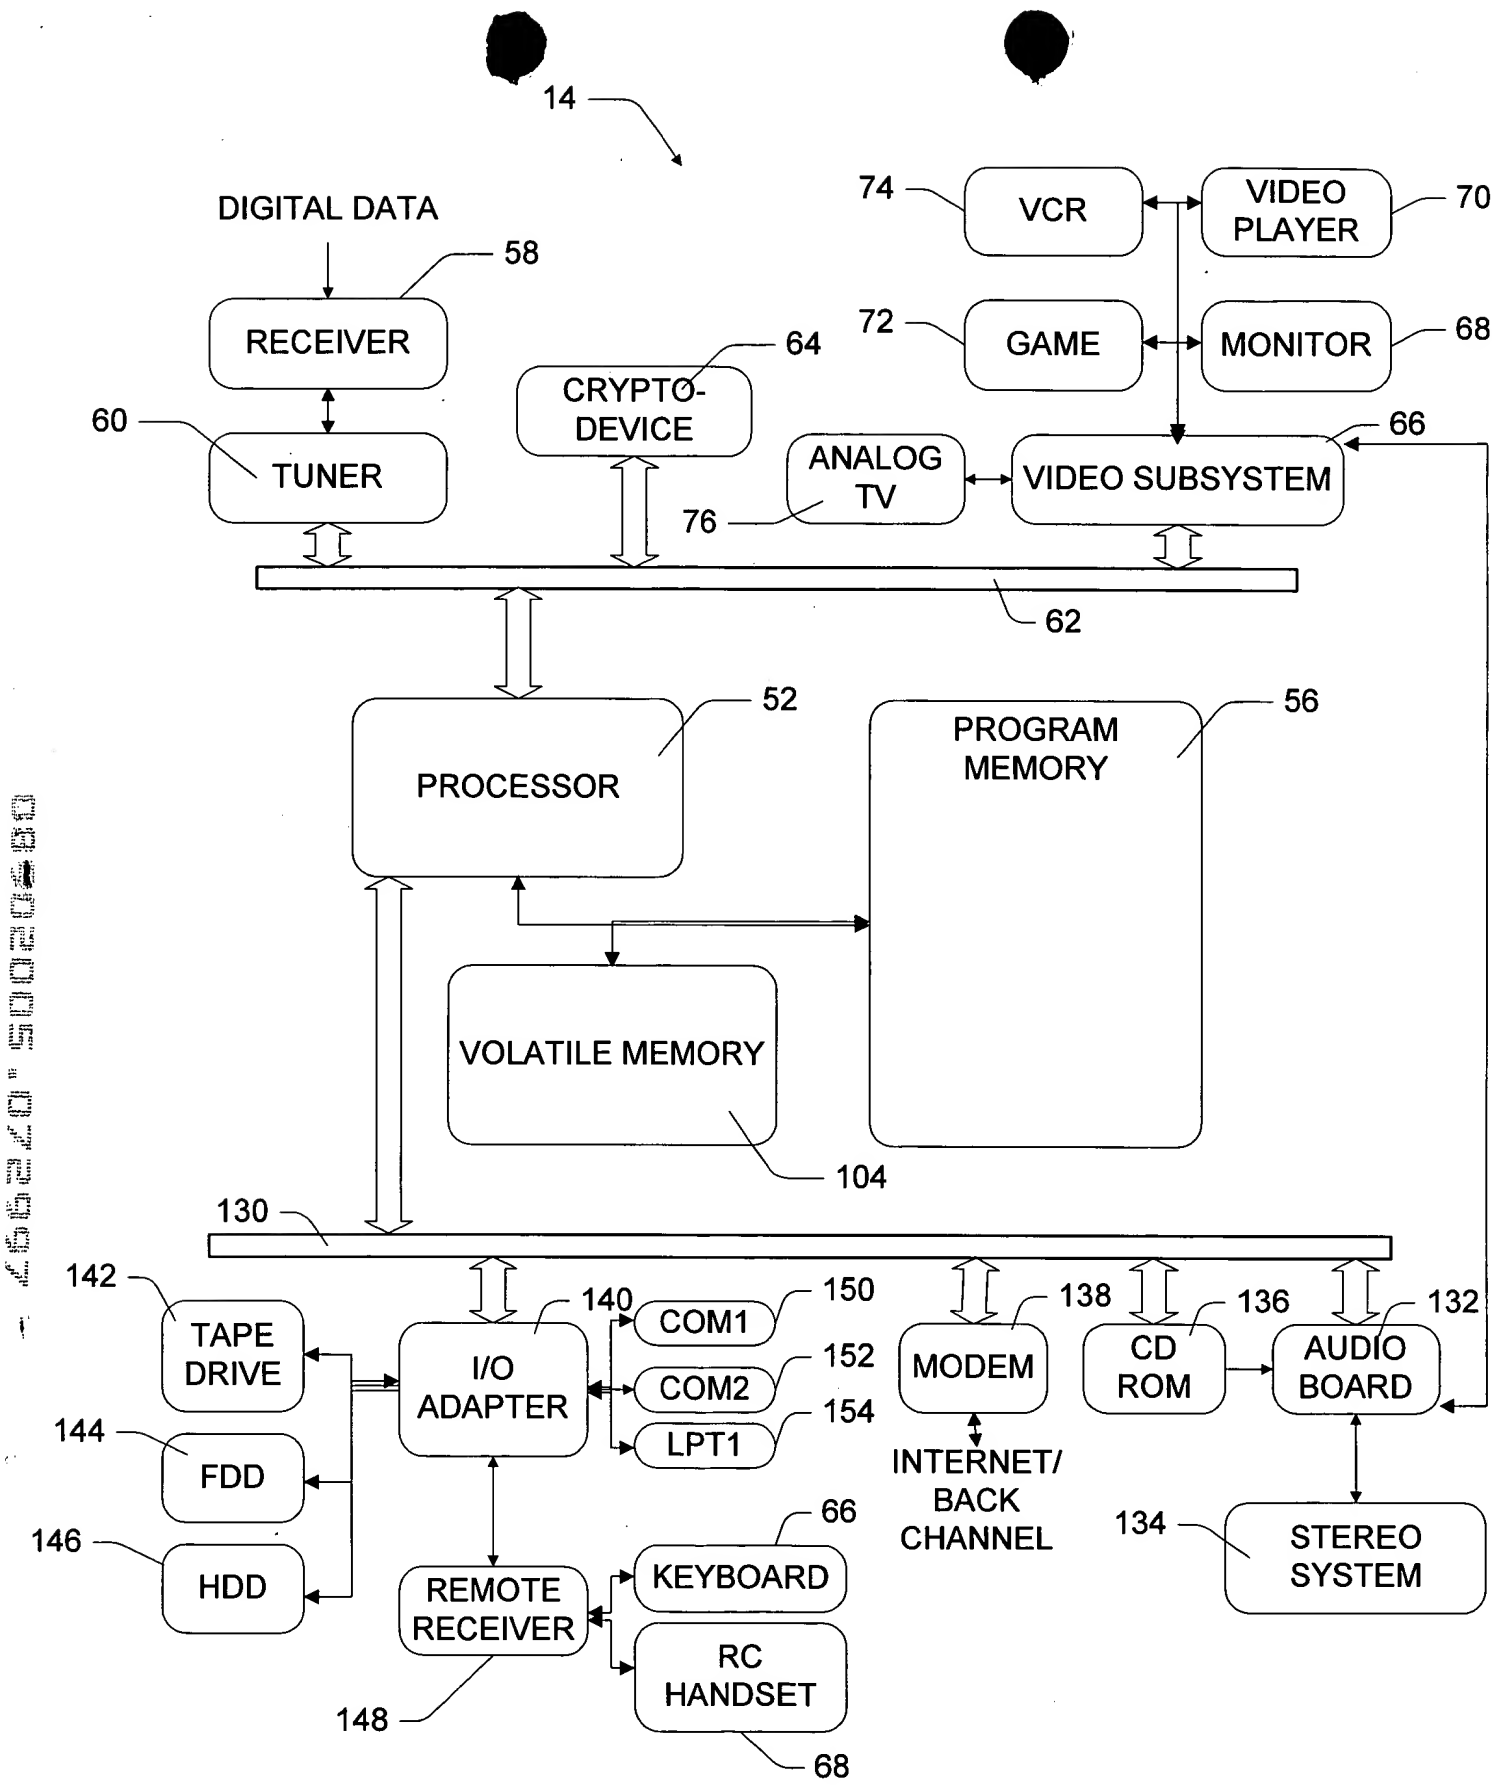 14
DIGITAL DATA
58
RECEIVER
60
TUNER
64
CRYPTO-
DEVICE
74
VCR
VIDEO
PLAYER
70
72
GAME
MONITOR
68
66
ANALOG
TV
76
VIDEO SUBSYSTEM
62
52
PROCESSOR
56
PROGRAM
MEMORY
VOLATILE MEMORY
104
130
142
TAPE
DRIVE
144
FDD
146
HDD
140
I/O
ADAPTER
150
COM1
152
COM2
154
LPT1
138
MODEM
INTERNET/
BACK
CHANNEL
136
CD
ROM
132
AUDIO
BOARD
134
STEREO
SYSTEM
REMOTE
RECEIVER
148
66
KEYBOARD
RC
HANDSET
68